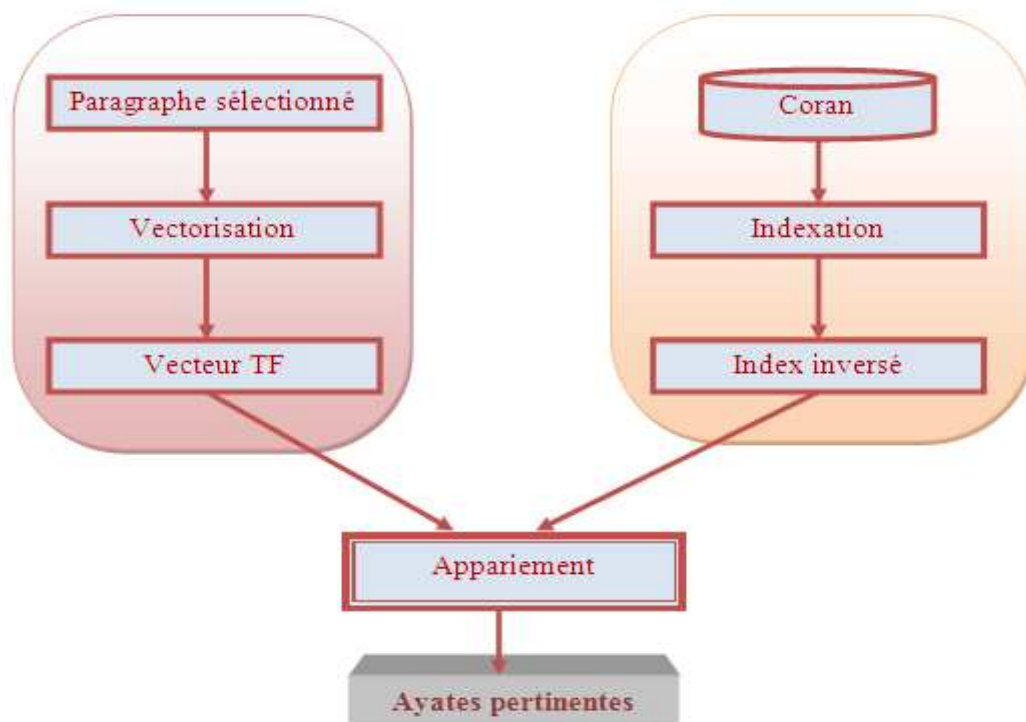 Paragraphe sélectionné
Coran
Vectorisation
Indexation
Vecteur TF
Index inversé
Appariement
Ayates pertinentes